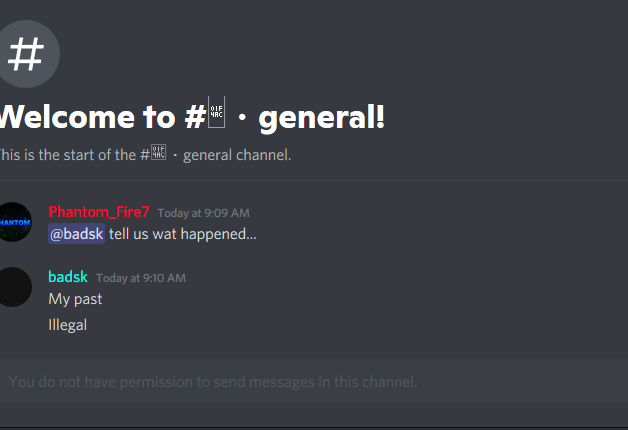 #
Welcome to # · general!
This is the start of the # · general channel.
PHANTOM
Phantom_Fire7 Today at 9:09 AM
@badsk tell us wat happened...
badsk Today at 9:10 AM
My past
Illegal
You do not have permission to send messages in this channel.